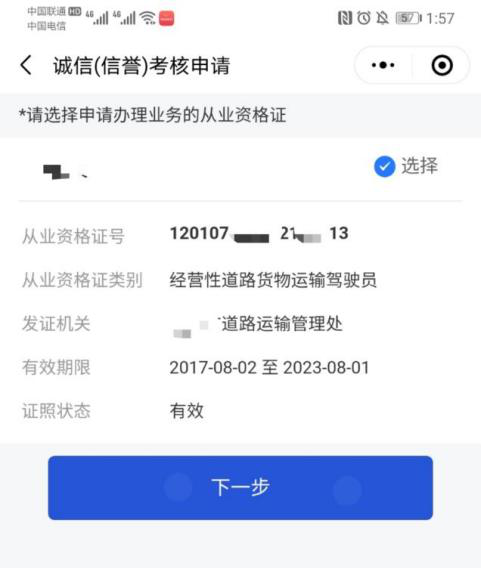 中国联通 HD 4G 4G 57 1:57
中国电信
诚信(信誉)考核申请
*请选择申请办理业务的从业资格证
选择
从业资格证号 120107 21 13
从业资格证类别 经营性道路货物运输驾驶员
发证机关 道路运输管理处
有效期限 2017-08-02 至 2023-08-01
证照状态 有效
下一步